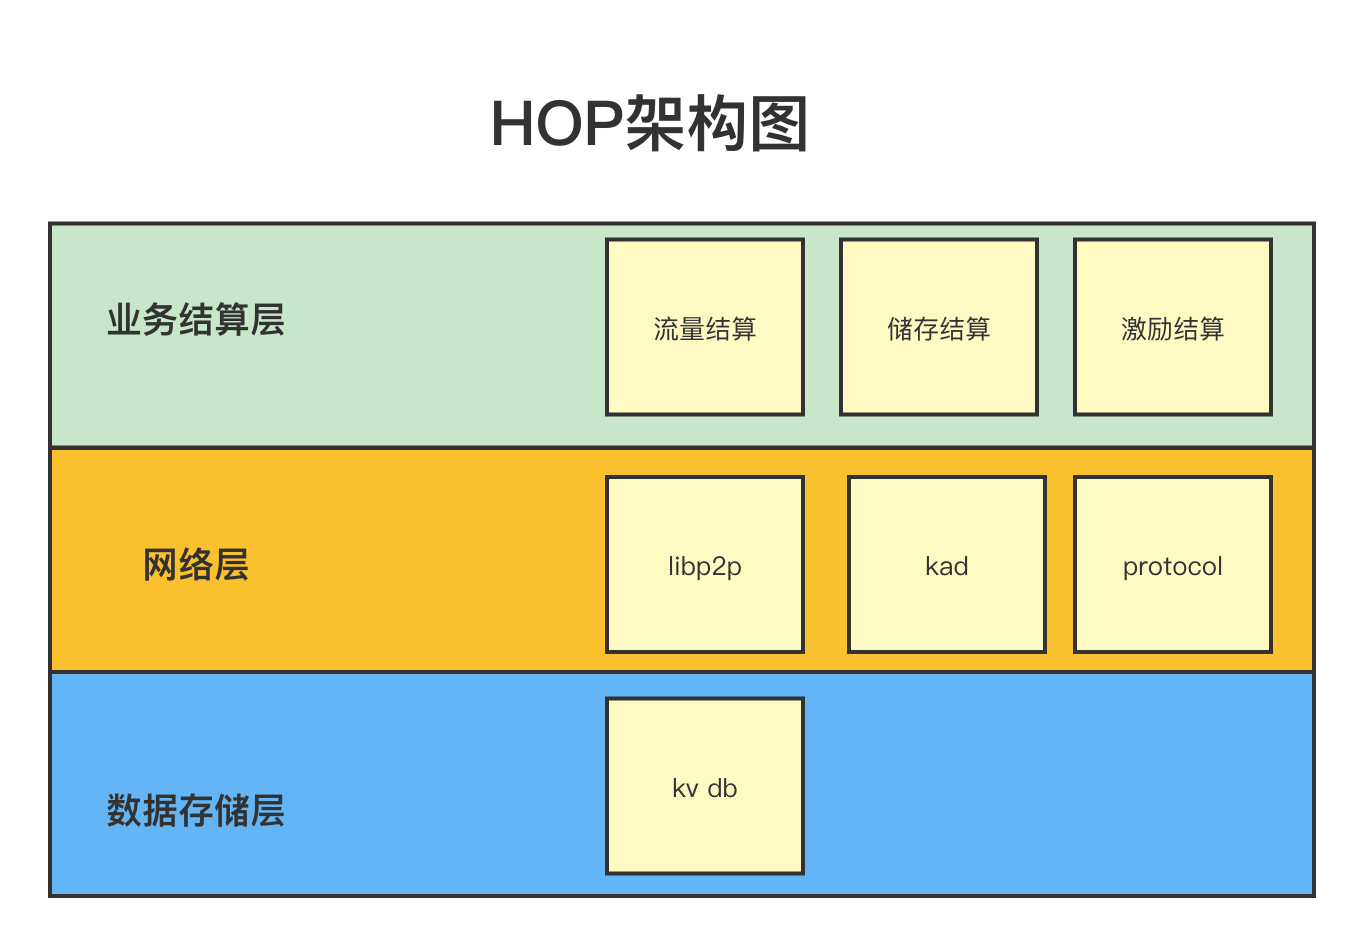 HOP架构图
业务结算层
流量结算
储存结算
激励结算
网络层
libp2p
kad
protocol
数据存储层
kv db